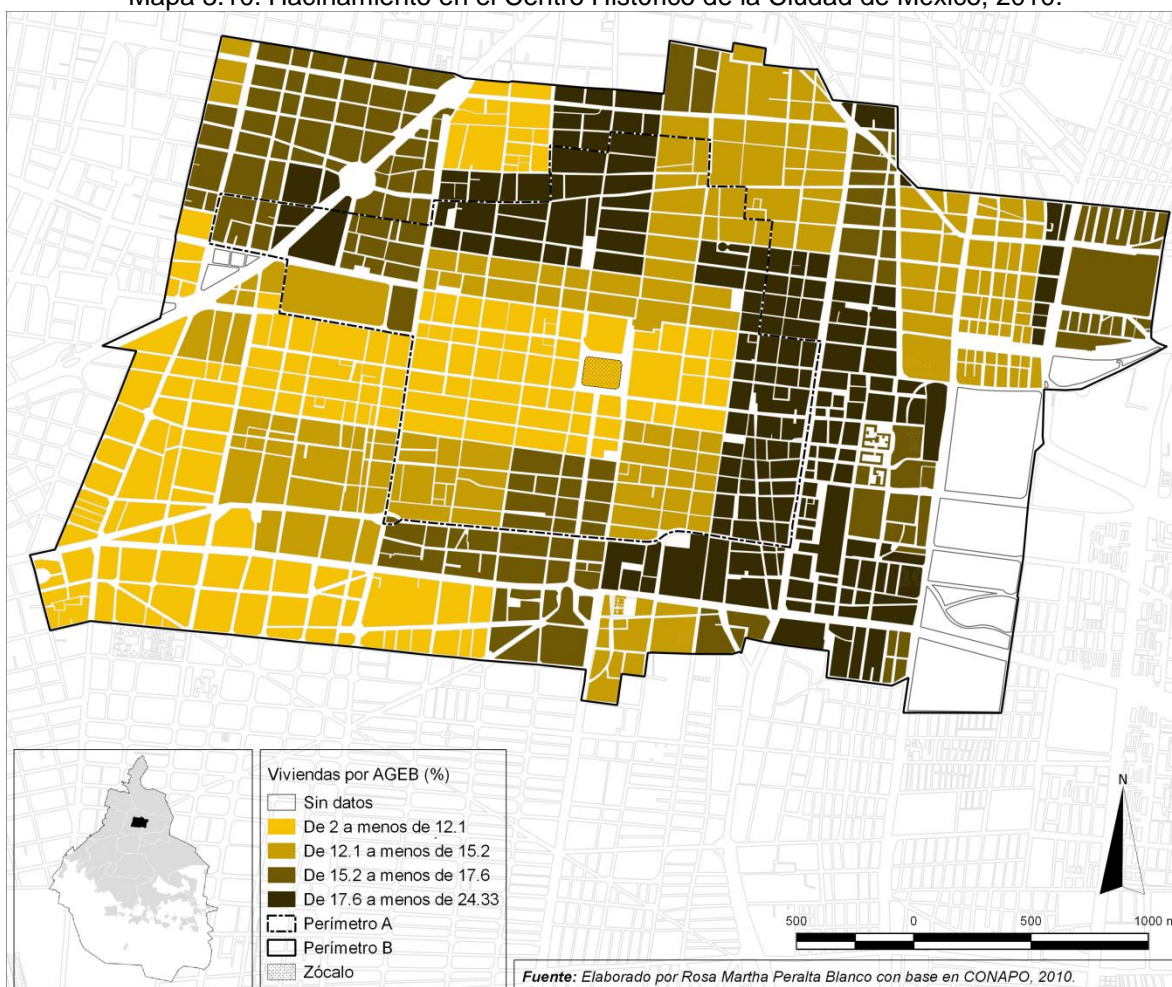 Mapa 3.10. Hacinamiento en el Centro Histórico de la Ciudad de México, 2010.
Viviendas por AGEB (%)
Sin datos
De 2 a menos de 12.1
De 12.1 a menos de 15.2
De 15.2 a menos de 17.6
De 17.6 a menos de 24.33
Perímetro A
Perímetro B
Zócalo
N
500 0 500 1000 m
Fuente: Elaborado por Rosa Martha Peralta Blanco con base en CONAPO, 2010.